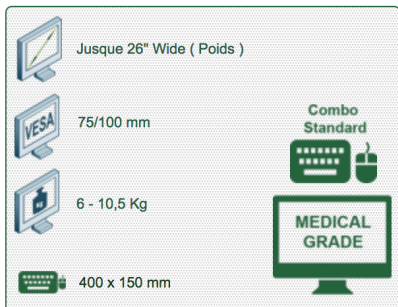 Jusque 26" Wide ( Poids )
VESA
75/100 mm
Combo
Standard
KG
6 - 10,5 Kg
MEDICAL
GRADE
400 x 150 mm